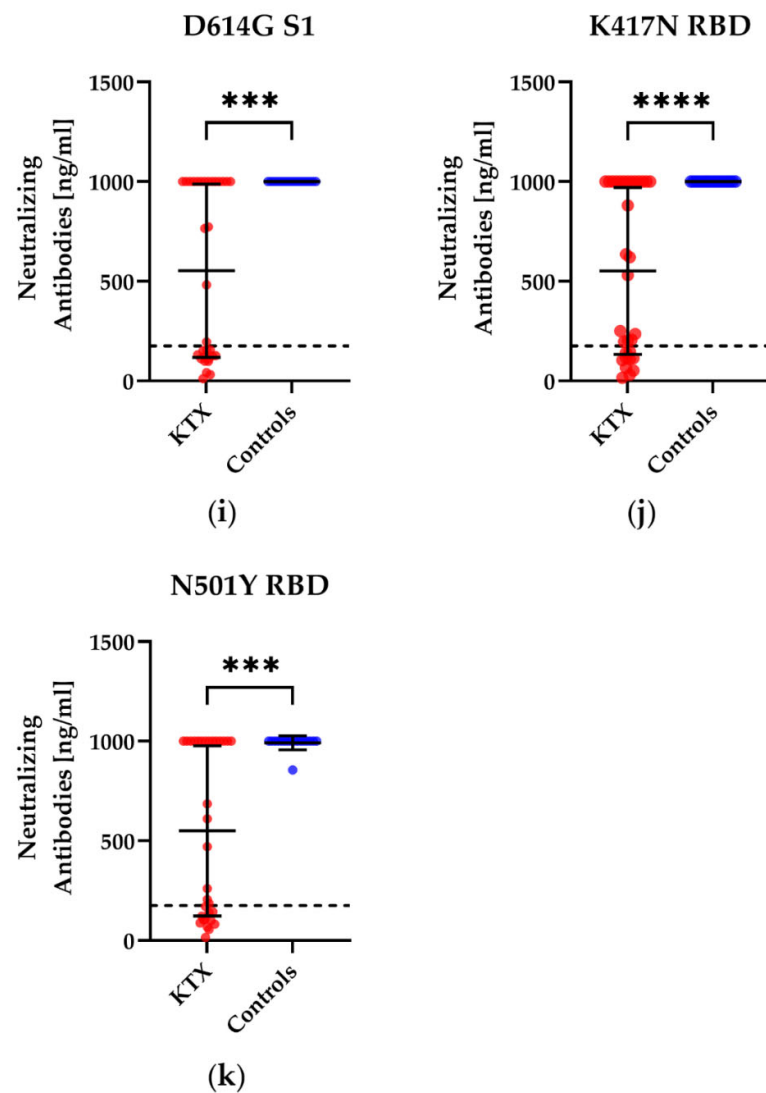 D614G S1
Neutralizing
Antibodies [ng/ml]
1500
1000
500
0
***
KTX
Controls
(i)
K417N RBD
Neutralizing
Antibodies [ng/ml]
1500
1000
500
0
****
KTX
Controls
(j)
N501Y RBD
Neutralizing
Antibodies [ng/ml]
1500
1000
500
0
***
KTX
Controls
(k)